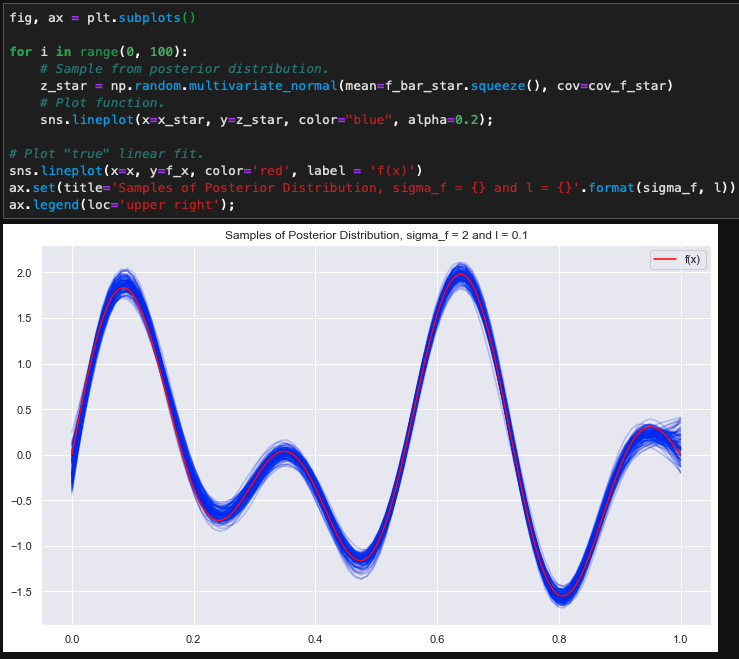 fig, ax = plt.subplots()
for i in range(0, 100):
    # Sample from posterior distribution.
    z_star = np.random.multivariate_normal(mean=f_bar_star.squeeze(), cov=cov_f_star)
    # Plot function.
    sns.lineplot(x=x_star, y=z_star, color="blue", alpha=0.2);
# Plot "true" linear fit.
sns.lineplot(x=x, y=f_x, color='red', label = 'f(x)')
ax.set(title='Samples of Posterior Distribution, sigma_f = {} and l = {}'.format(sigma_f, l))
ax.legend(loc='upper right');
Samples of Posterior Distribution, sigma_f = 2 and l = 0.1
f(x)
2.0
1.5
1.0
0.5
0.0
−0.5
−1.0
−1.5
0.0 0.2 0.4 0.6 0.8 1.0